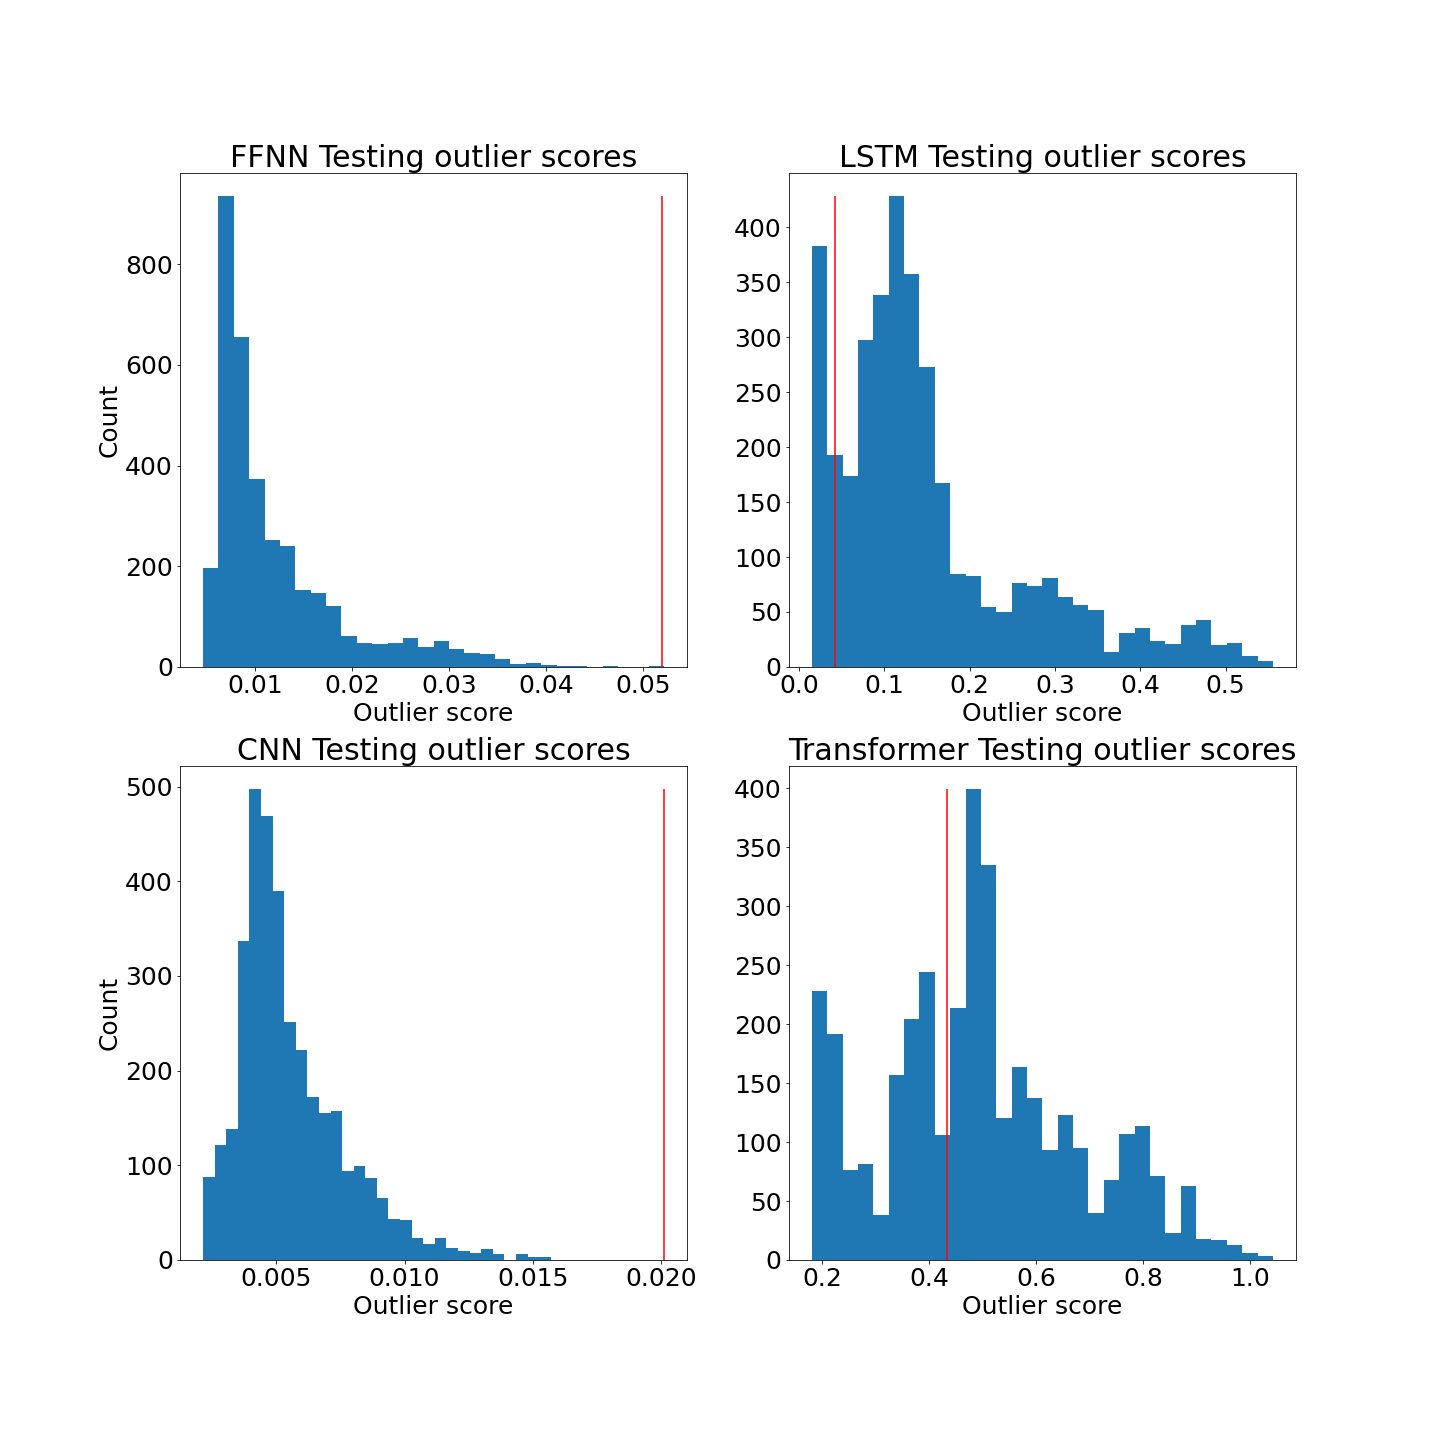 FFNN Testing outlier scores
800
600
400
200
0
Count
0.01 0.02 0.03 0.04 0.05
Outlier score
LSTM Testing outlier scores
400
350
300
250
200
150
100
50
0
0.0 0.1 0.2 0.3 0.4 0.5
Outlier score
CNN Testing outlier scores
500
400
300
200
100
0
Count
0.005 0.010 0.015 0.020
Outlier score
Transformer Testing outlier scores
400
350
300
250
200
150
100
50
0
0.2 0.4 0.6 0.8 1.0
Outlier score